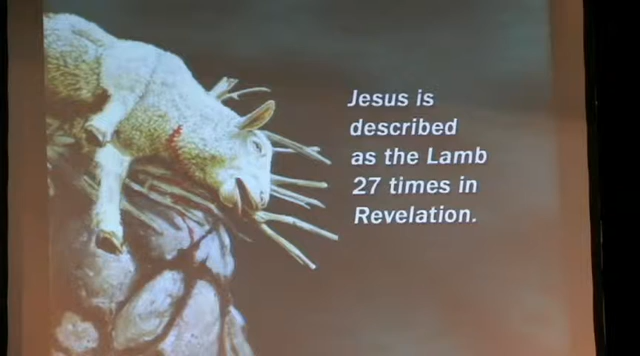 Jesus is
described
as the Lamb
27 times in
Revelation.